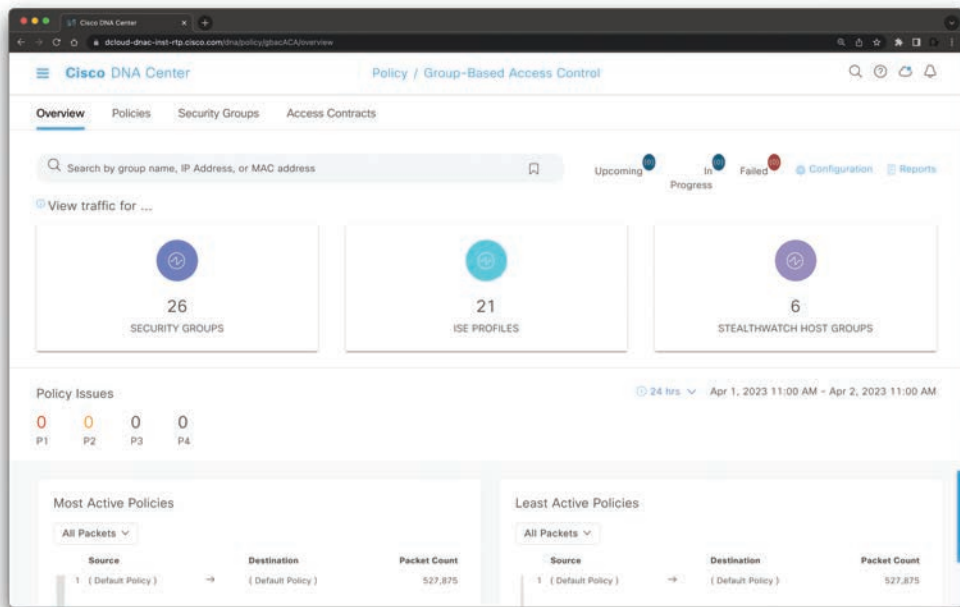 Cisco DNA Center
dcloud-dnac-inst-rtp.cisco.com/dna/policy/gbacACA/overview
Cisco DNA Center
Policy / Group-Based Access Control
Overview Policies Security Groups Access Contracts
Search by group name, IP Address, or MAC address
Upcoming
In Progress
Failed
Configuration
Reports
View traffic for ...
26
SECURITY GROUPS
21
ISE PROFILES
6
STEALTHWATCH HOST GROUPS
Policy Issues
24 hrs Apr 1, 2023 11:00 AM - Apr 2, 2023 11:00 AM
0 0 0 0
P1 P2 P3 P4
Most Active Policies
All Packets
Source Destination Packet Count
1 ( Default Policy ) → ( Default Policy ) 527,875
Least Active Policies
All Packets
Source Destination Packet Count
1 ( Default Policy ) → ( Default Policy ) 527,875